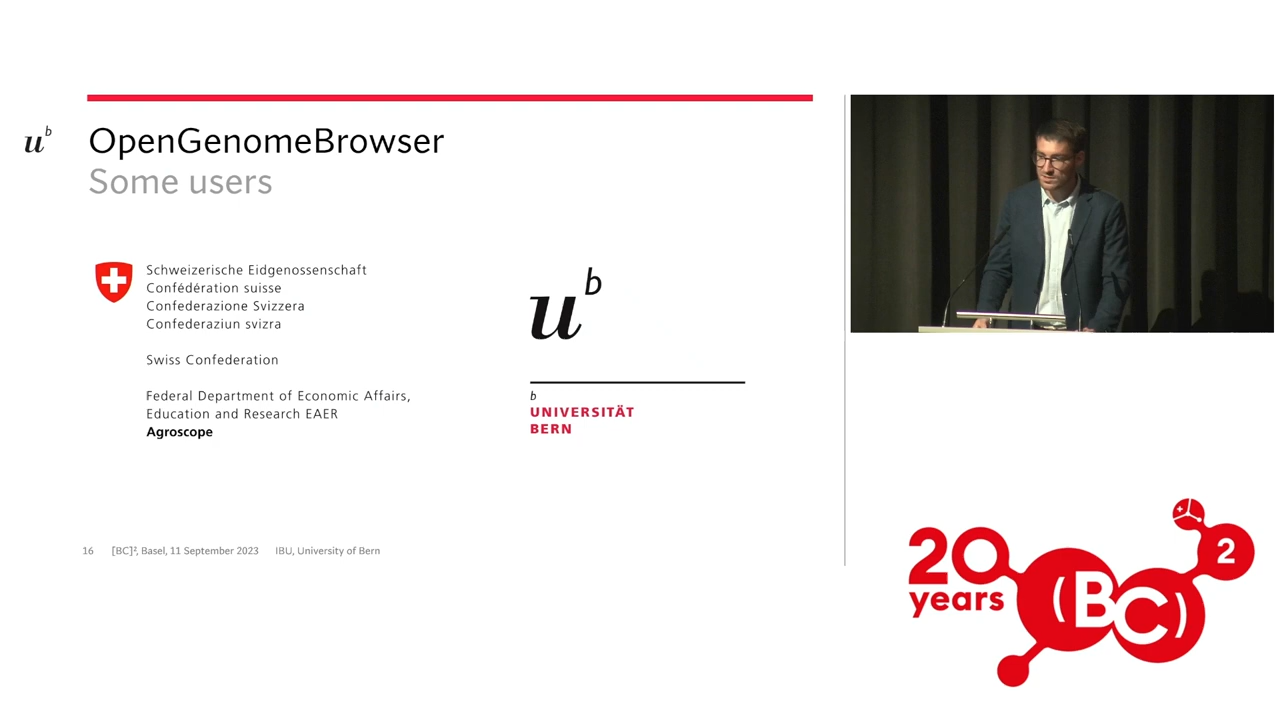 u b
OpenGenomeBrowser
Some users
Schweizerische Eidgenossenschaft
Confédération suisse
Confederazione Svizzera
Confederaziun svizra
Swiss Confederation
Federal Department of Economic Affairs,
Education and Research EAER
Agroscope
u b
b
UNIVERSITÄT
BERN
16 [BC]², Basel, 11 September 2023 IBU, University of Bern
20
years
(BC)
2